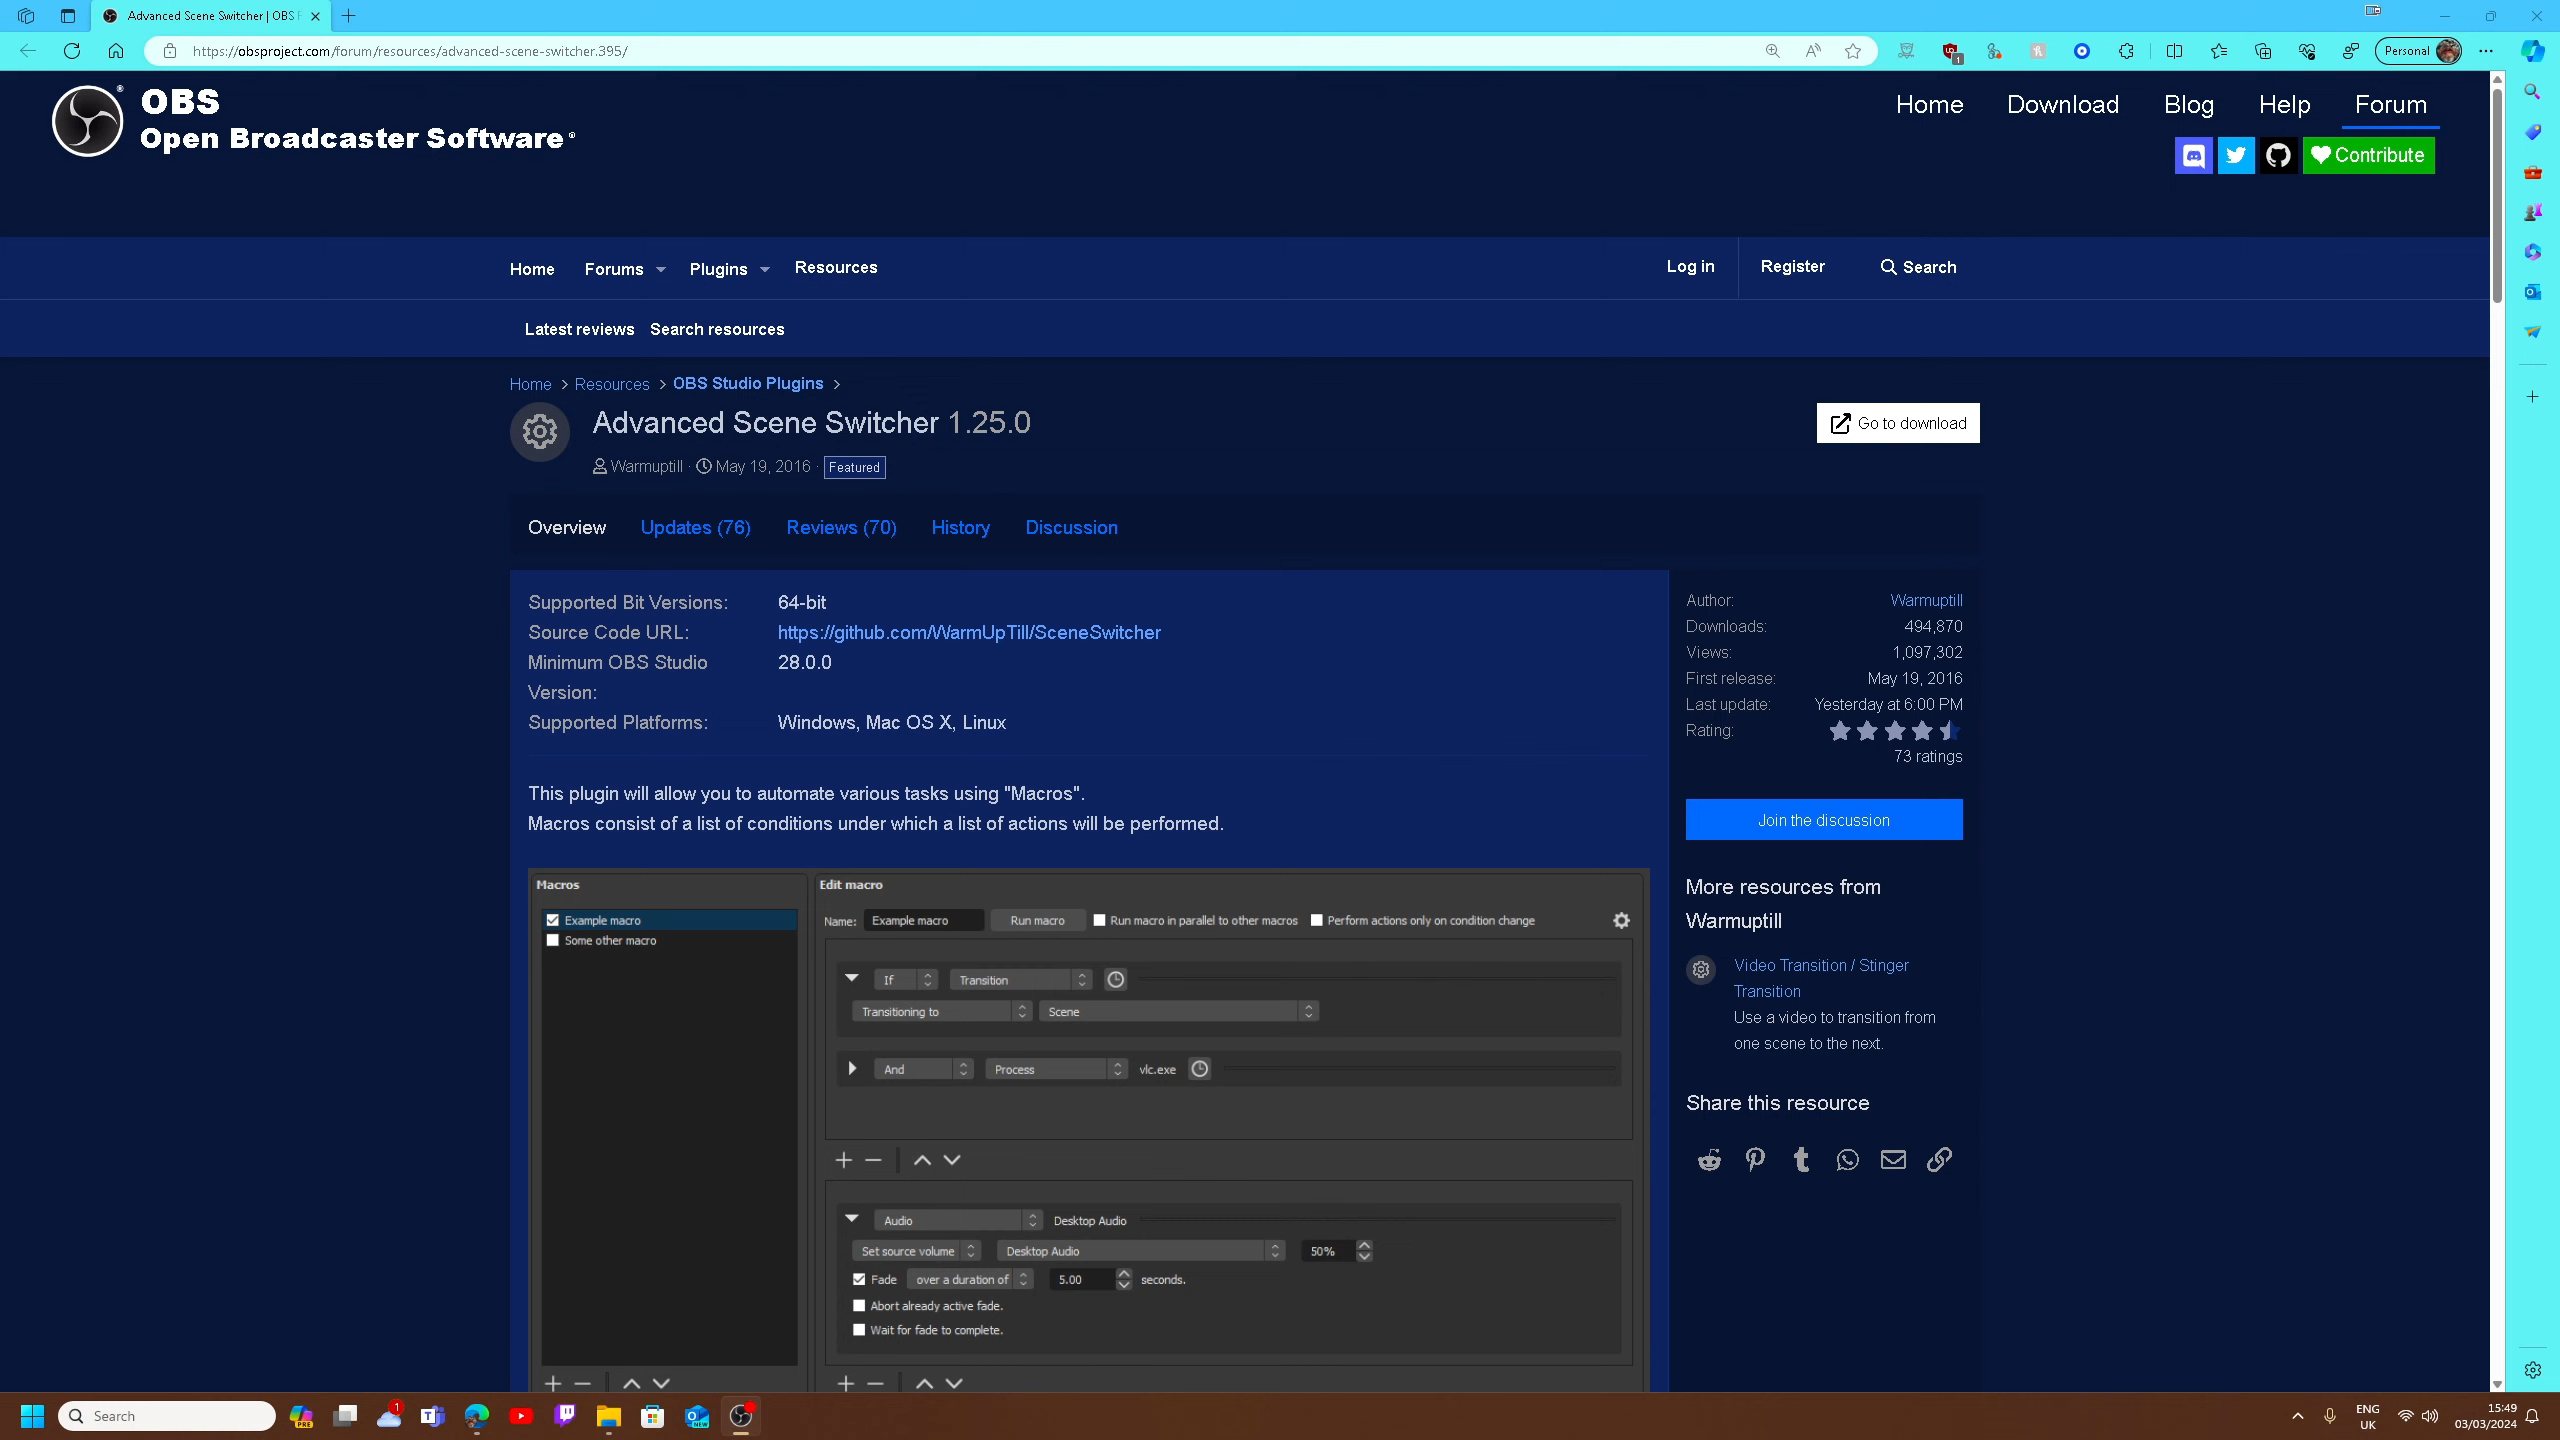 Advanced Scene Switcher | OBS F
https://obsproject.com/forum/resources/advanced-scene-switcher.395/
1
Personal
OBS
Open Broadcaster Software®
Home Download Blog Help Forum
Contribute
Home Forums Plugins Resources Log in Register Search
Latest reviews Search resources
Home > Resources > OBS Studio Plugins >
Advanced Scene Switcher 1.25.0
Go to download
Warmuptill · May 19, 2016 · Featured
Overview Updates (76) Reviews (70) History Discussion
Supported Bit Versions: 64-bit
Source Code URL: https://github.com/WarmUpTill/SceneSwitcher
Minimum OBS Studio 28.0.0
Version:
Supported Platforms: Windows, Mac OS X, Linux
This plugin will allow you to automate various tasks using "Macros".
Macros consist of a list of conditions under which a list of actions will be performed.
Macros
Example macro
Some other macro
Edit macro
Name: Example macro Run macro Run macro in parallel to other macros Perform actions only on condition change
If Transition
Transitioning to Scene
And Process vlc.exe
Audio Desktop Audio
Set source volume Desktop Audio 50%
Fade over a duration of 5.00 seconds.
Abort already active fade.
Wait for fade to complete.
Author: Warmuptill
Downloads: 494,870
Views: 1,097,302
First release: May 19, 2016
Last update: Yesterday at 6:00 PM
Rating:
73 ratings
Join the discussion
More resources from
Warmuptill
Video Transition / Stinger
Transition
Use a video to transition from
one scene to the next.
Share this resource
Search
PRE
1
NEW
ENG
UK
15:49
03/03/2024